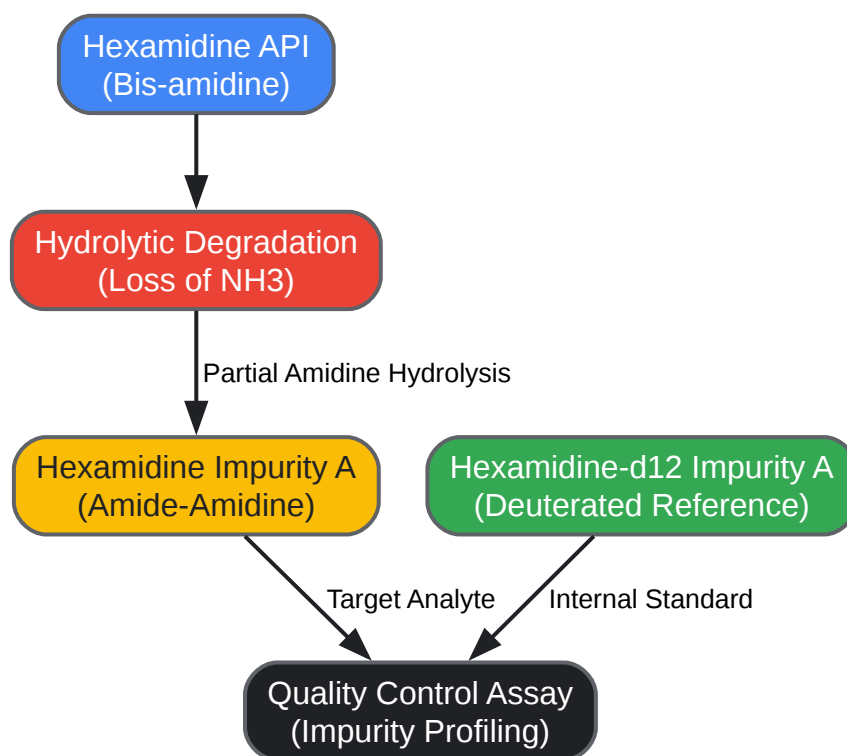 Hexamidine API
(Bis-amidine)
Hydrolytic Degradation
(Loss of NH3)
Partial Amidine Hydrolysis
Hexamidine Impurity A
(Amide-Amidine)
Hexamidine-d12 Impurity A
(Deuterated Reference)
Target Analyte
Internal Standard
Quality Control Assay
(Impurity Profiling)